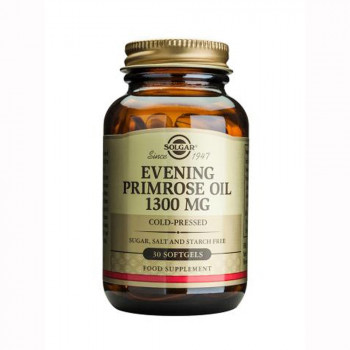 SOLGAR®
Since 1947
EVENING
PRIMROSE OIL
1300 MG
COLD-PRESSED
SUGAR, SALT AND STARCH FREE
30 SOFTGELS
FOOD SUPPLEMENT